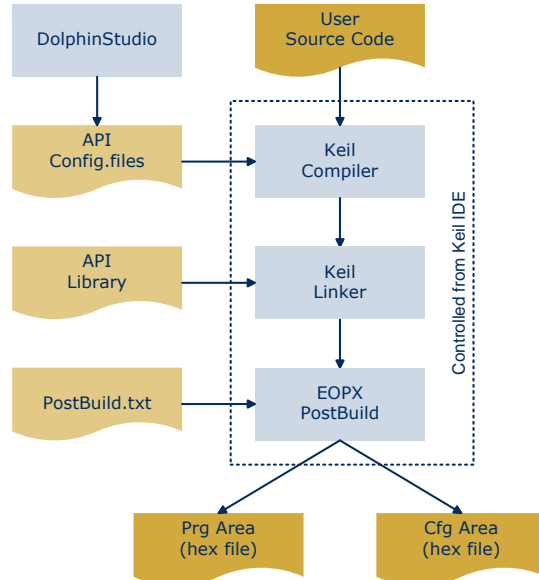 DolphinStudio
User
Source Code
API
Config.files
Keil
Compiler
API
Library
Keil
Linker
Controlled from Keil IDE
PostBuild.txt
EOPX
PostBuild
Prg Area
(hex file)
Cfg Area
(hex file)